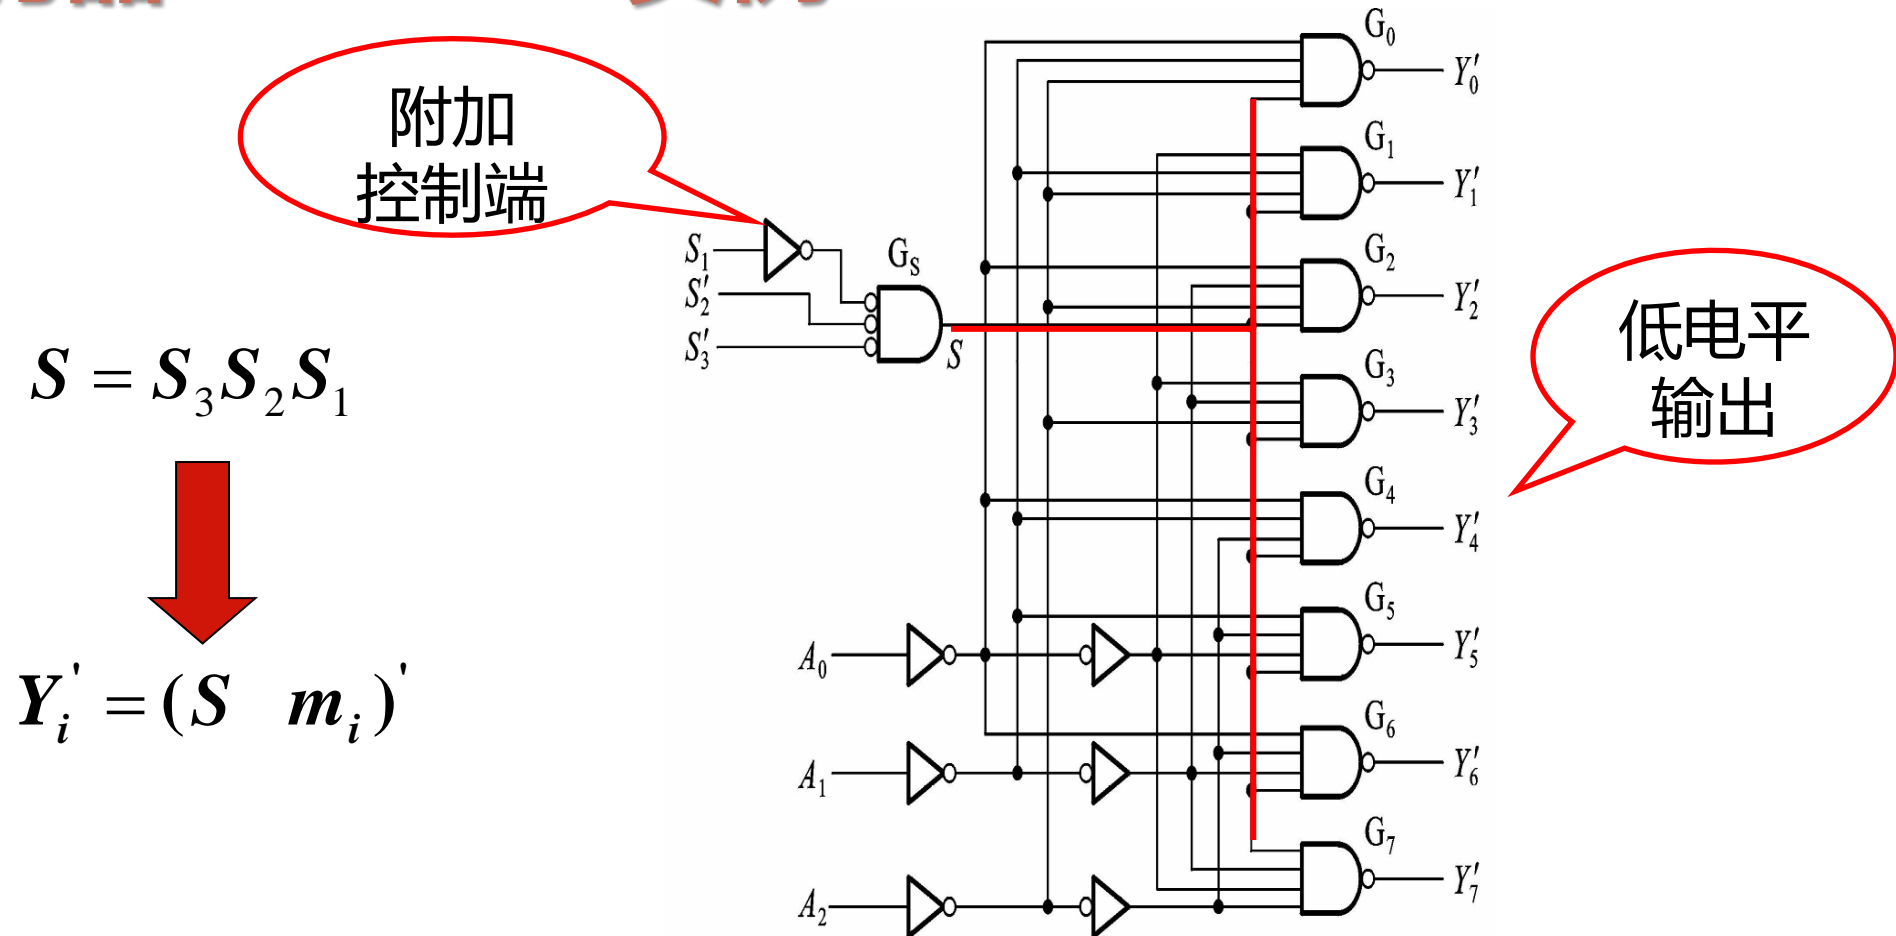 附加
控制端
S = S₃S₂S₁
Yᵢ' = (S mᵢ)'
S₁
S₂′
S₃′
G_S
S
A₀
A₁
A₂
G₀
Y₀′
G₁
Y₁′
G₂
Y₂′
G₃
Y₃′
G₄
Y₄′
G₅
Y₅′
G₆
Y₆′
G₇
Y₇′
低电平
输出